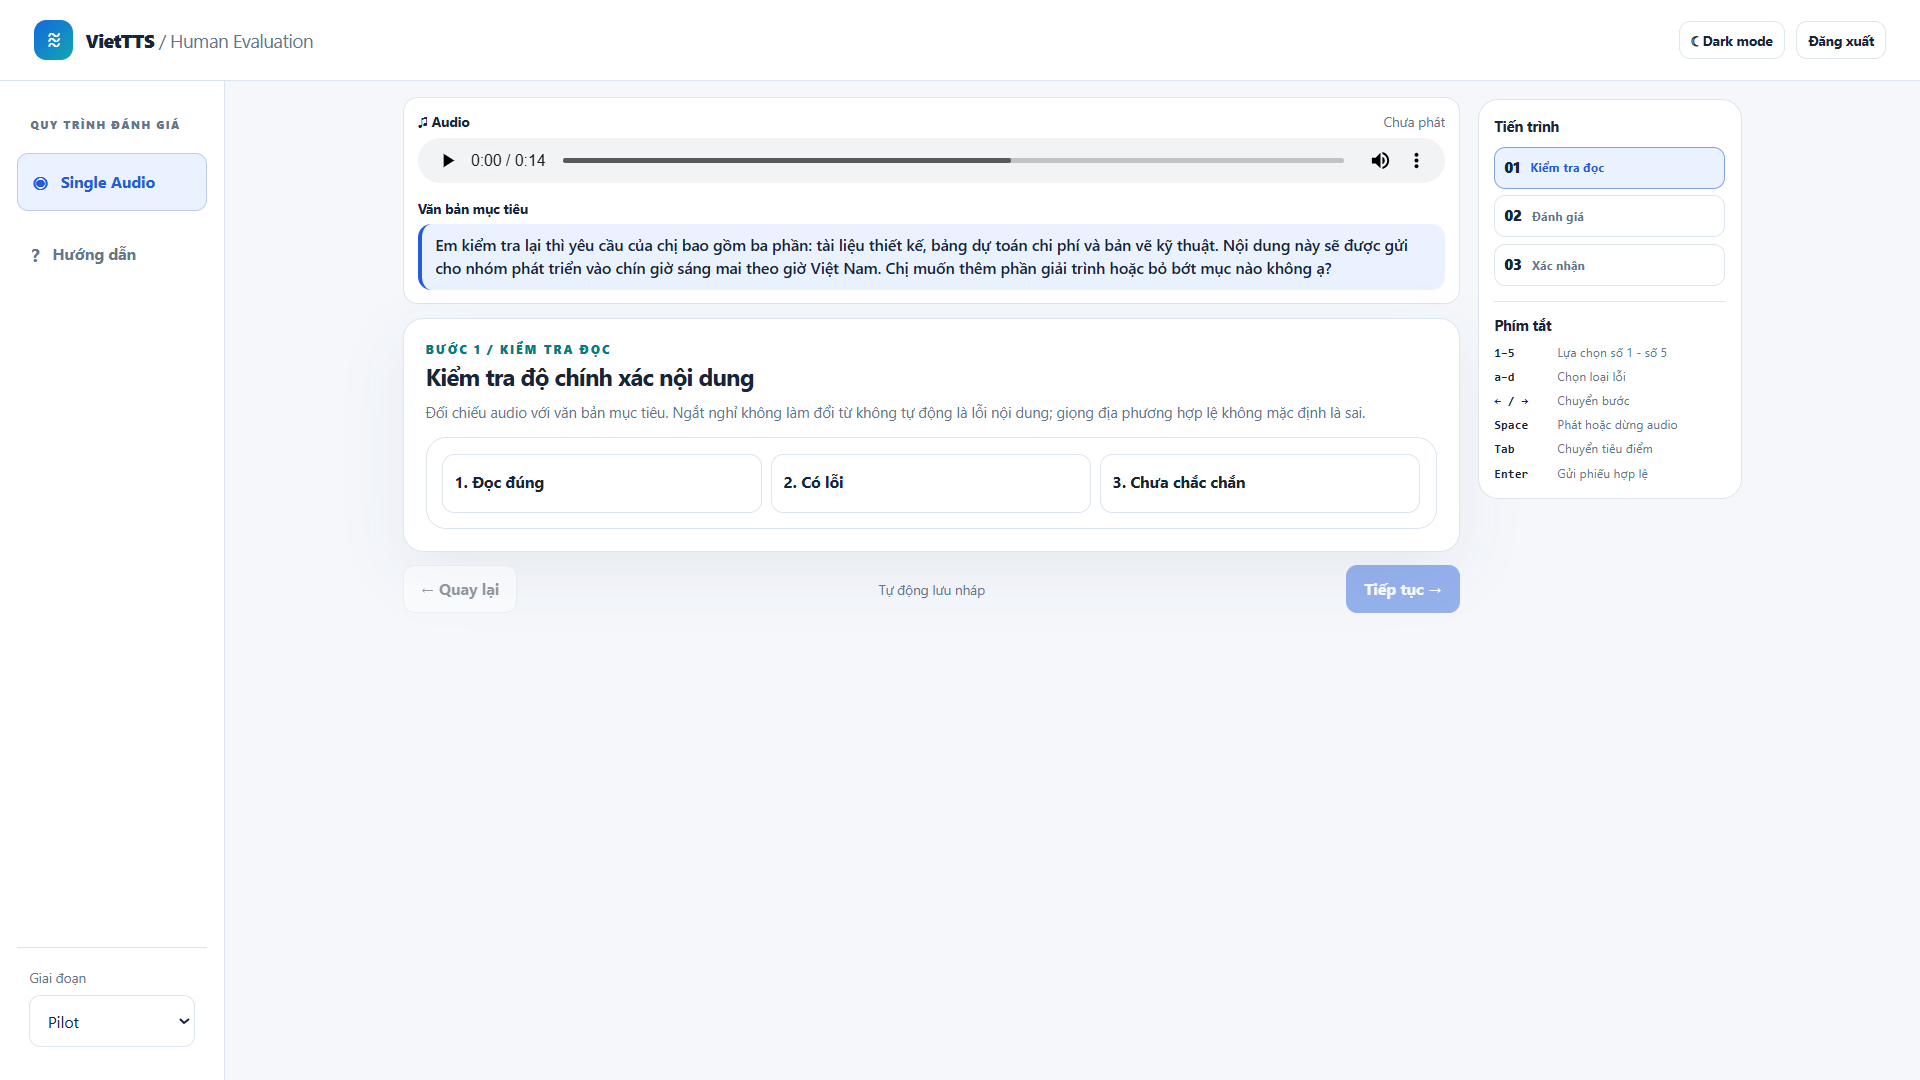 VietTTS / Human Evaluation
Dark mode
Đăng xuất
QUY TRÌNH ĐÁNH GIÁ
Single Audio
? Hướng dẫn
Giai đoạn
Pilot
♫ Audio
Chưa phát
0:00 / 0:14
Văn bản mục tiêu
Em kiểm tra lại thì yêu cầu của chị bao gồm ba phần: tài liệu thiết kế, bảng dự toán chi phí và bản vẽ kỹ thuật. Nội dung này sẽ được gửi
cho nhóm phát triển vào chín giờ sáng mai theo giờ Việt Nam. Chị muốn thêm phần giải trình hoặc bỏ bớt mục nào không ạ?
BƯỚC 1 / KIỂM TRA ĐỌC
Kiểm tra độ chính xác nội dung
Đối chiếu audio với văn bản mục tiêu. Ngắt nghỉ không làm đổi từ không tự động là lỗi nội dung; giọng địa phương hợp lệ không mặc định là sai.
1. Đọc đúng
2. Có lỗi
3. Chưa chắc chắn
← Quay lại
Tự động lưu nháp
Tiếp tục →
Tiến trình
01 Kiểm tra đọc
02 Đánh giá
03 Xác nhận
Phím tắt
1–5 Lựa chọn số 1 - số 5
a–d Chọn loại lỗi
← / → Chuyển bước
Space Phát hoặc dừng audio
Tab Chuyển tiêu điểm
Enter Gửi phiếu hợp lệ